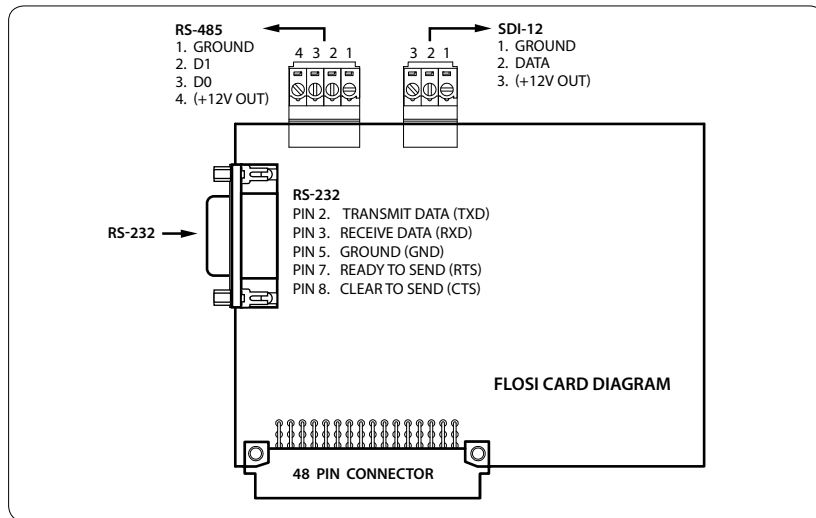 RS-485
1. GROUND
2. D1
3. D0
4. (+12V OUT)
4 3 2 1
3 2 1
SDI-12
1. GROUND
2. DATA
3. (+12V OUT)
RS-232
RS-232
PIN 2. TRANSMIT DATA (TXD)
PIN 3. RECEIVE DATA (RXD)
PIN 5. GROUND (GND)
PIN 7. READY TO SEND (RTS)
PIN 8. CLEAR TO SEND (CTS)
FLOSI CARD DIAGRAM
48 PIN CONNECTOR